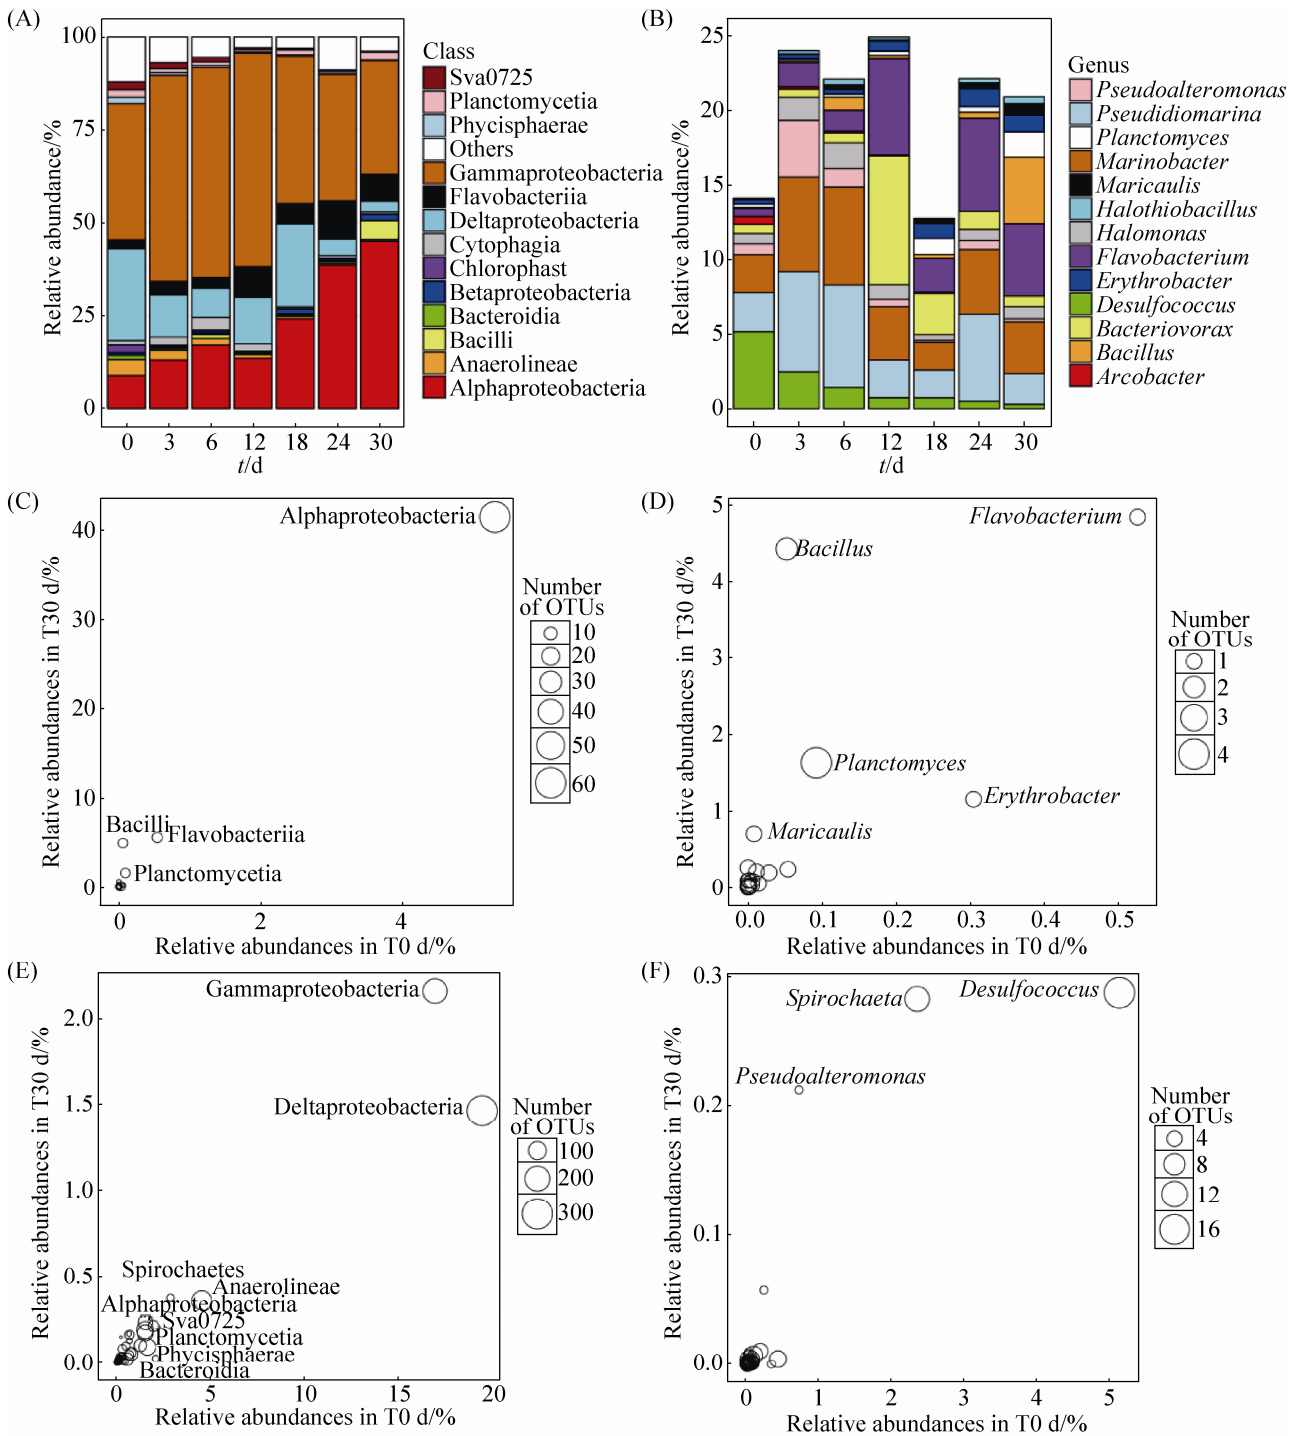 (A)
100
75
50
25
0
Relative abundance/%
0 3 6 12 18 24 30
t/d
Class
Sva0725
Planctomycetia
Phycisphaerae
Others
Gammaproteobacteria
Flavobacteriia
Deltaproteobacteria
Cytophagia
Chlorophast
Betaproteobacteria
Bacteroidia
Bacilli
Anaerolineae
Alphaproteobacteria
(B)
25
20
15
10
5
0
Relative abundance/%
0 3 6 12 18 24 30
t/d
Genus
Pseudoalteromonas
Pseudidiomarina
Planctomyces
Marinobacter
Maricaulis
Halothiobacillus
Halomonas
Flavobacterium
Erythrobacter
Desulfococcus
Bacteriovorax
Bacillus
Arcobacter
(C)
40
30
20
10
0
Relative abundances in T30 d/%
Alphaproteobacteria
Bacilli
Flavobacteriia
Planctomycetia
0 2 4
Relative abundances in T0 d/%
Number
of OTUs
10
20
30
40
50
60
(D)
5
4
3
2
1
0
Relative abundances in T30 d/%
Flavobacterium
Bacillus
Planctomyces
Erythrobacter
Maricaulis
0.0 0.1 0.2 0.3 0.4 0.5
Relative abundances in T0 d/%
Number
of OTUs
1
2
3
4
(E)
2.0
1.5
1.0
0.5
0.0
Relative abundances in T30 d/%
Gammaproteobacteria
Deltaproteobacteria
Spirochaetes
Anaerolineae
Alphaproteobacteria
Sva0725
Planctomycetia
Phycisphaerae
Bacteroidia
0 5 10 15 20
Relative abundances in T0 d/%
Number
of OTUs
100
200
300
(F)
0.3
0.2
0.1
0.0
Relative abundances in T30 d/%
Spirochaeta
Desulfococcus
Pseudoalteromonas
0 1 2 3 4 5
Relative abundances in T0 d/%
Number
of OTUs
4
8
12
16